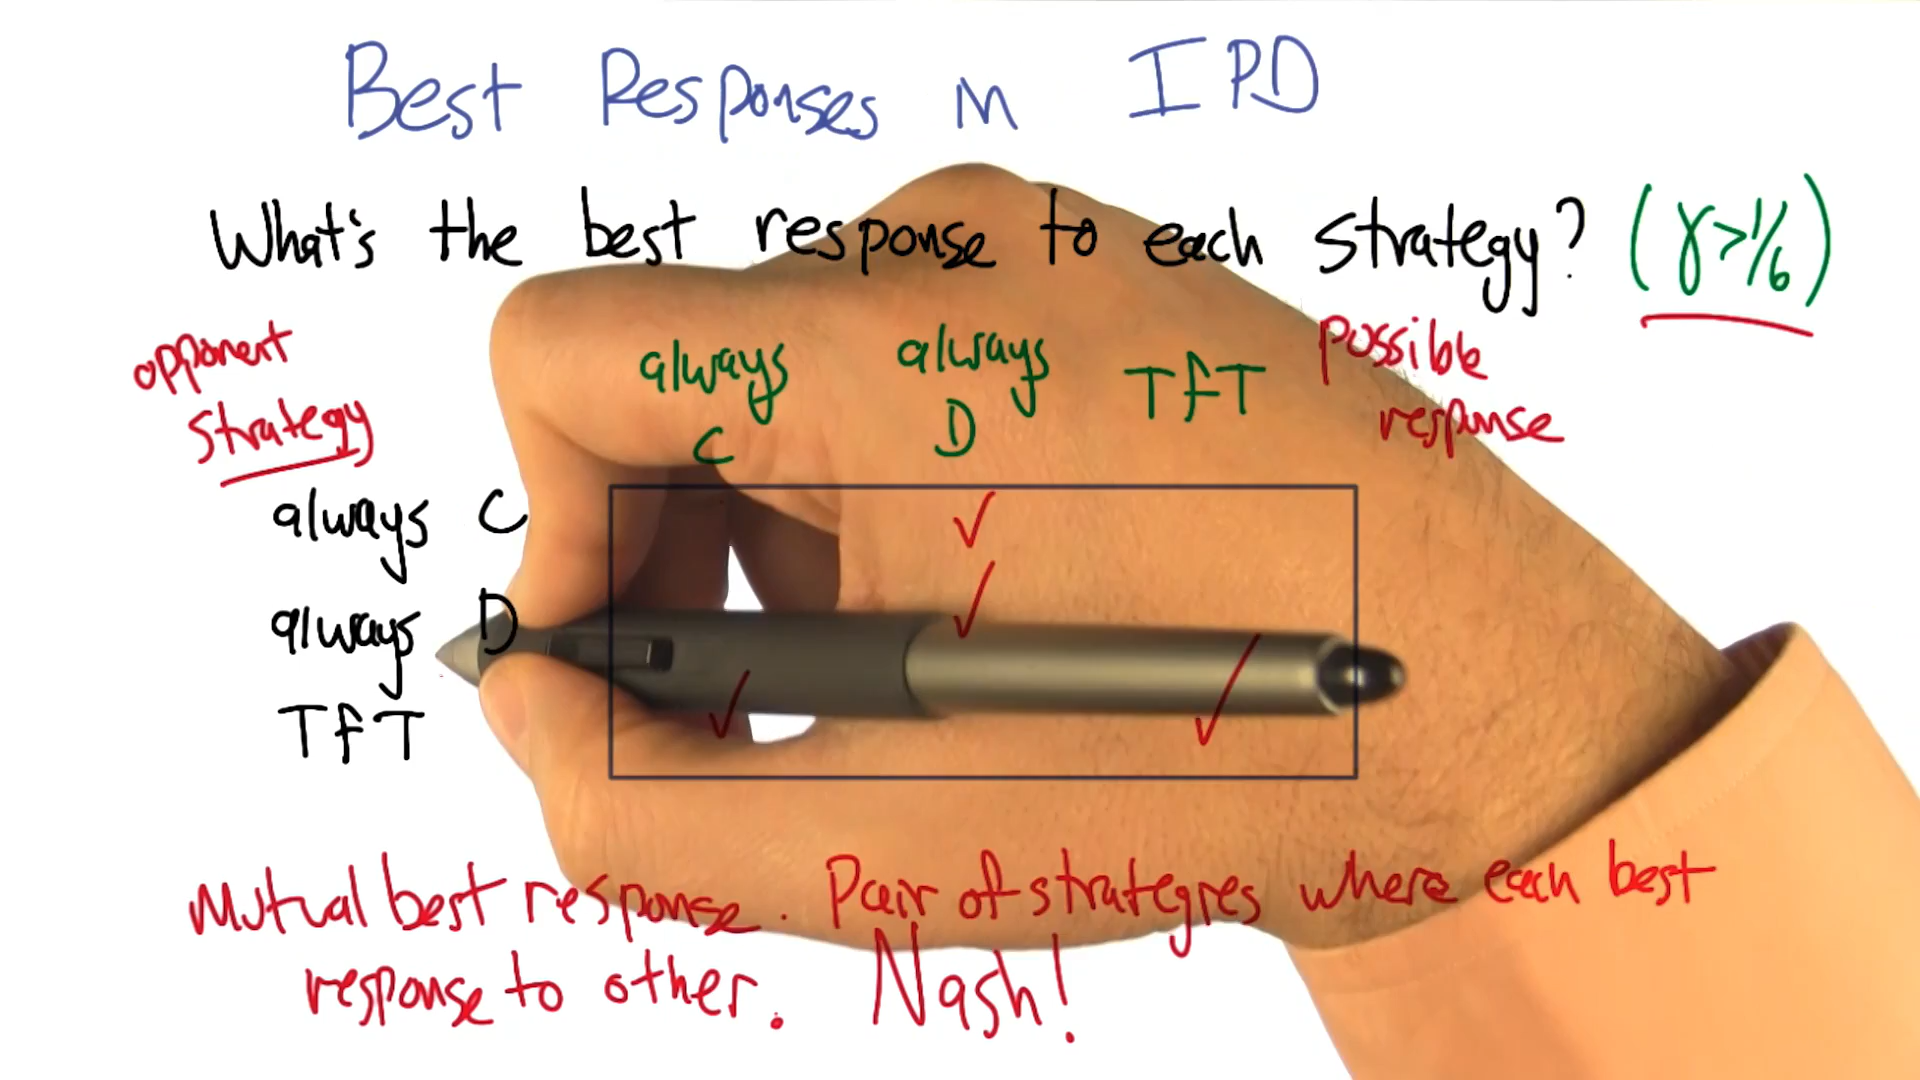 Best Responses in IPD
What's the best response to each strategy? (γ>1/6)
opponent strategy
always C
always D
TfT
possible response
always C
✓
always D
✓
TfT
✓ ✓
Mutual best response. Pair of strategies where each best
response to other. Nash!